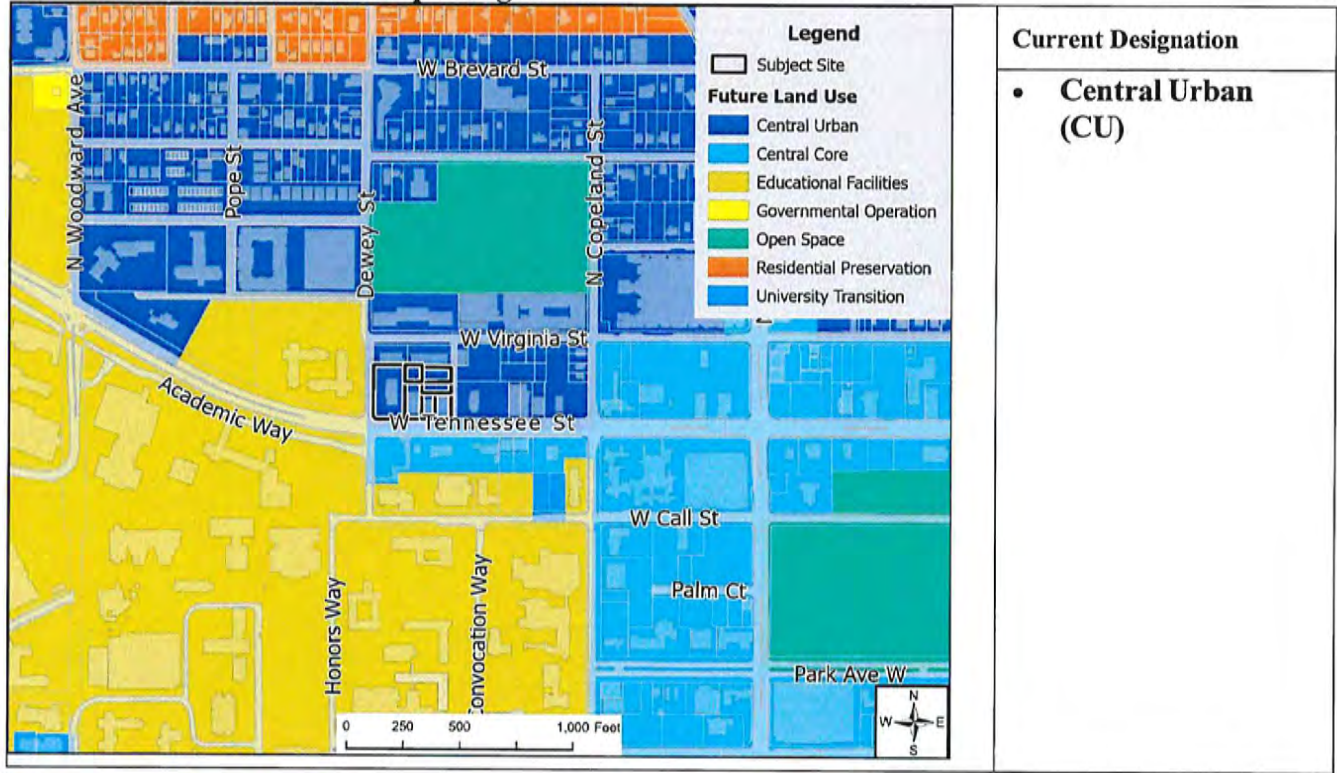 Legend
Subject Site
Future Land Use
Central Urban
Central Core
Educational Facilities
Governmental Operation
Open Space
Residential Preservation
University Transition
W Brevard St
N Woodward Ave
Pope St
Dewey St
N Copeland St
W Virginia St
Academic Way
W Tennessee St
W Call St
Palm Ct
Honors Way
Convocation Way
Park Ave W
0 250 500 1,000 Feet
N
W E
S
Current Designation
• Central Urban
(CU)